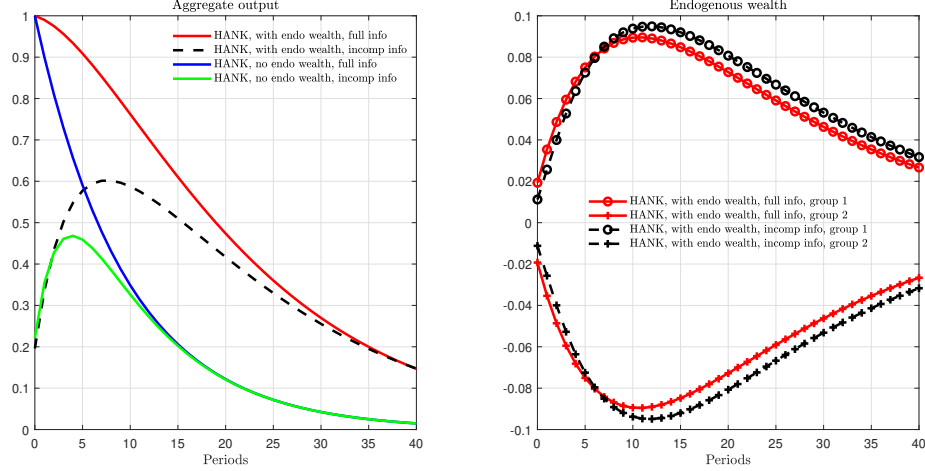 Aggregate output
1
0.9
0.8
0.7
0.6
0.5
0.4
0.3
0.2
0.1
0
HANK, with endo wealth, full info
HANK, with endo wealth, incomp info
HANK, no endo wealth, full info
HANK, no endo wealth, incomp info
0 5 10 15 20 25 30 35 40
Periods
Endogenous wealth
0.1
0.08
0.06
0.04
0.02
0
-0.02
-0.04
-0.06
-0.08
-0.1
HANK, with endo wealth, full info, group 1
HANK, with endo wealth, full info, group 2
HANK, with endo wealth, incomp info, group 1
HANK, with endo wealth, incomp info, group 2
0 5 10 15 20 25 30 35 40
Periods